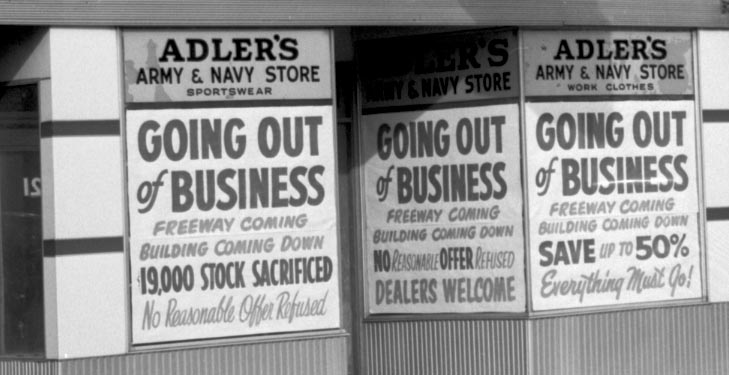 ADLER'S
ARMY & NAVY STORE
SPORTSWEAR
GOING OUT
of BUSINESS
FREEWAY COMING
BUILDING COMING DOWN
19,000 STOCK SACRIFICED
No Reasonable Offer Refused
LER'S
MY & NAVY STORE
GOING OUT
of BUSINESS
FREEWAY COMING
BUILDING COMING DOWN
NO REASONABLE OFFER REFUSED
DEALERS WELCOME
ADLER'S
ARMY & NAVY STORE
WORK CLOTHES
GOING OUT
of BUSINESS
FREEWAY COMING
BUILDING COMING DOWN
SAVE UP TO 50%
Everything Must Go!
121